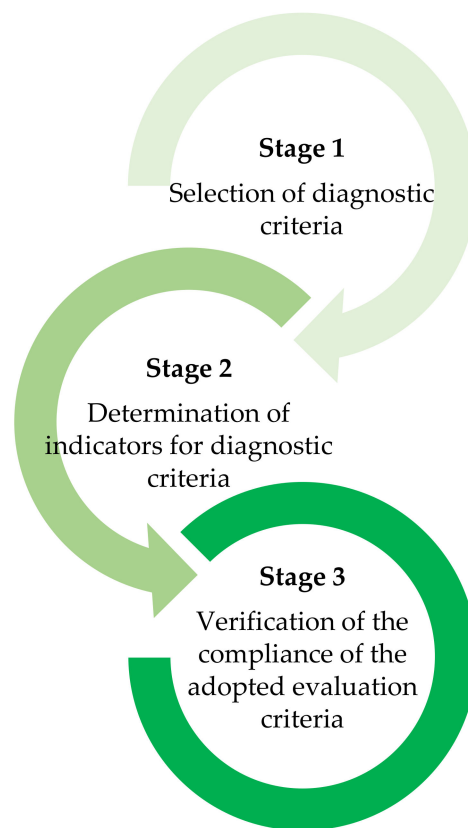 Stage 1
Selection of diagnostic
criteria
Stage 2
Determination of
indicators for diagnostic
criteria
Stage 3
Verification of the
compliance of the
adopted evaluation
criteria